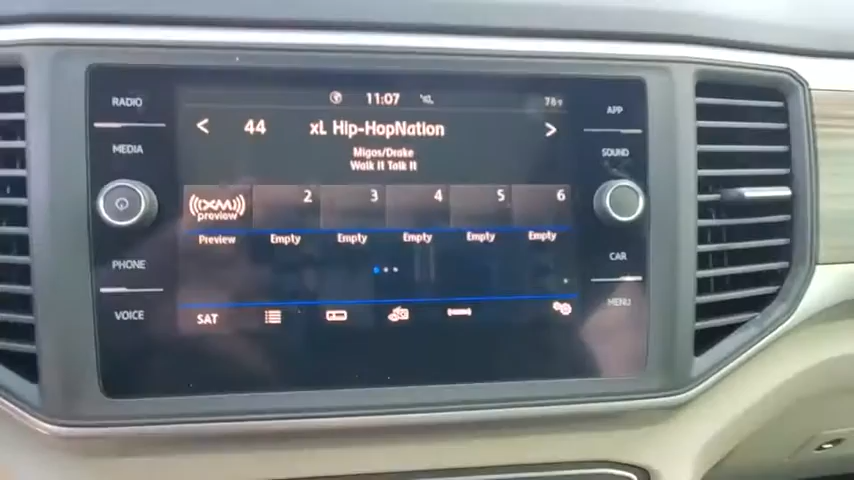 RADIO
MEDIA
PHONE
VOICE
11:07
78°F
44 xL Hip-HopNation
Migos/Drake
Walk It Talk It
((XM))
preview
2 3 4 5 6
Preview Empty Empty Empty Empty Empty
SAT
APP
SOUND
CAR
MENU